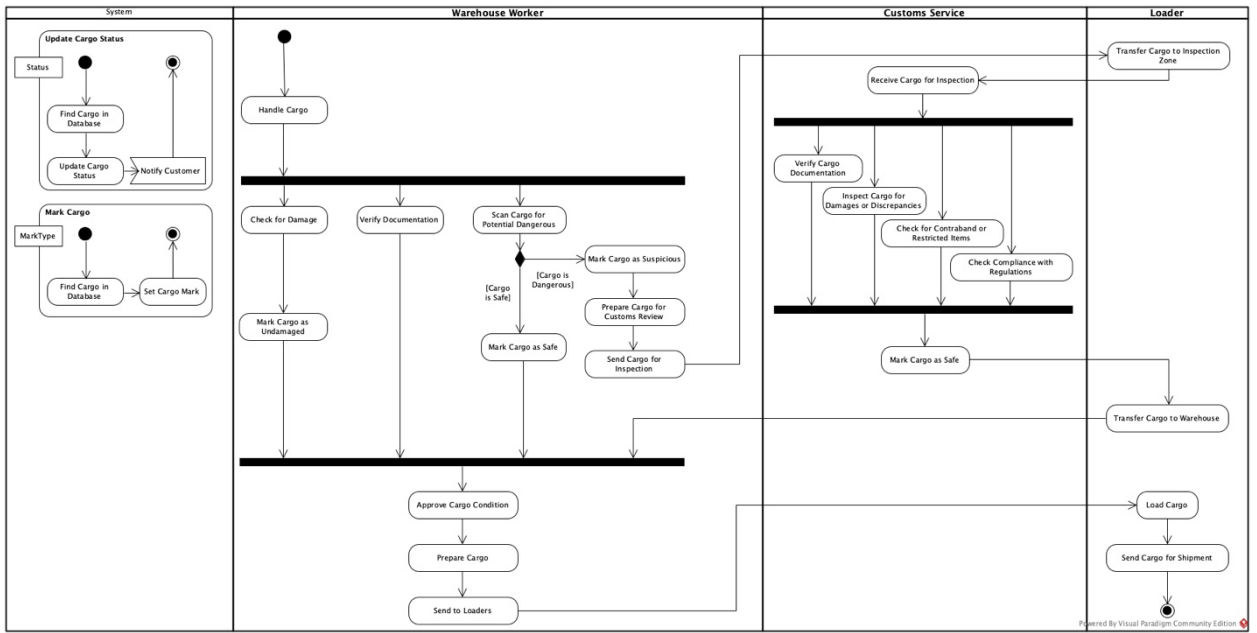 System
Warehouse Worker
Customs Service
Loader
Update Cargo Status
Status
Find Cargo in
Database
Update Cargo
Status
Notify Customer
Mark Cargo
MarkType
Find Cargo in
Database
Set Cargo Mark
Handle Cargo
Check for Damage
Verify Documentation
Scan Cargo for
Potential Dangerous
Mark Cargo as Suspicious
[Cargo is
Dangerous]
[Cargo
is Safe]
Prepare Cargo for
Customs Review
Mark Cargo as
Undamaged
Mark Cargo as Safe
Send Cargo for
Inspection
Approve Cargo Condition
Prepare Cargo
Send to Loaders
Receive Cargo for Inspection
Verify Cargo
Documentation
Inspect Cargo for
Damages or Discrepancies
Check for Contraband or
Restricted Items
Check Compliance with
Regulations
Mark Cargo as Safe
Transfer Cargo to Inspection
Zone
Transfer Cargo to Warehouse
Load Cargo
Send Cargo for Shipment
Powered By Visual Paradigm Community Edition